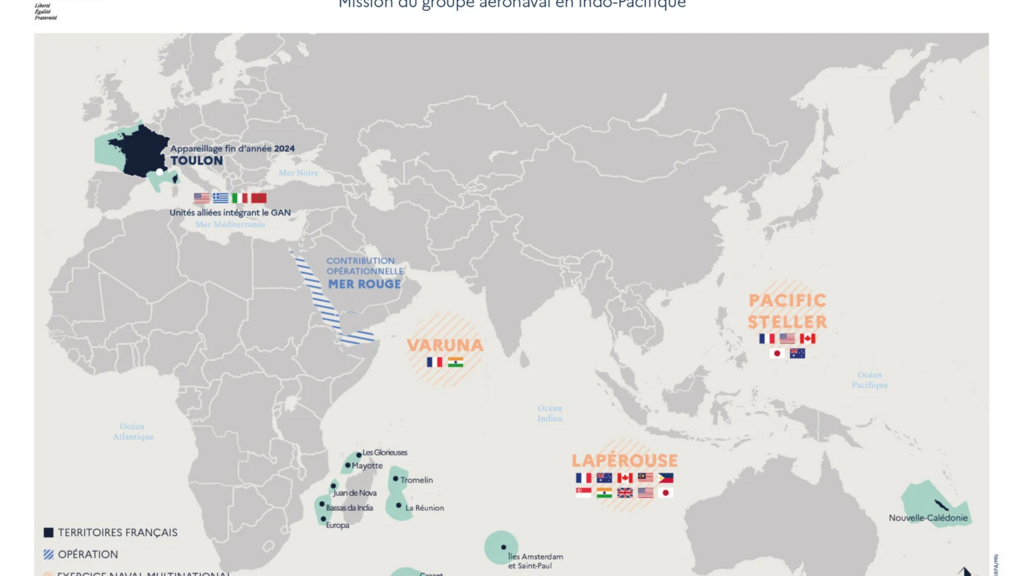 Liberté
Égalité
Fraternité
Mission du groupe aéronaval en Indo-Pacifique
Appareillage fin d'année 2024
TOULON
Mer Noire
Unités alliées intégrant le GAN
Mer Méditerranée
CONTRIBUTION
OPÉRATIONNELLE
MER ROUGE
PACIFIC
STELLER
VARUNA
Océan
Pacifique
Océan
Indien
Océan
Atlantique
LAPÉROUSE
Les Glorieuses
Mayotte
Tromelin
Juan de Nova
Bassas da India
La Réunion
Europa
Nouvelle-Calédonie
TERRITOIRES FRANÇAIS
OPÉRATION
Îles Amsterdam
et Saint-Paul
EXERCICE NAVAL MULTINATIONAL
Crozet